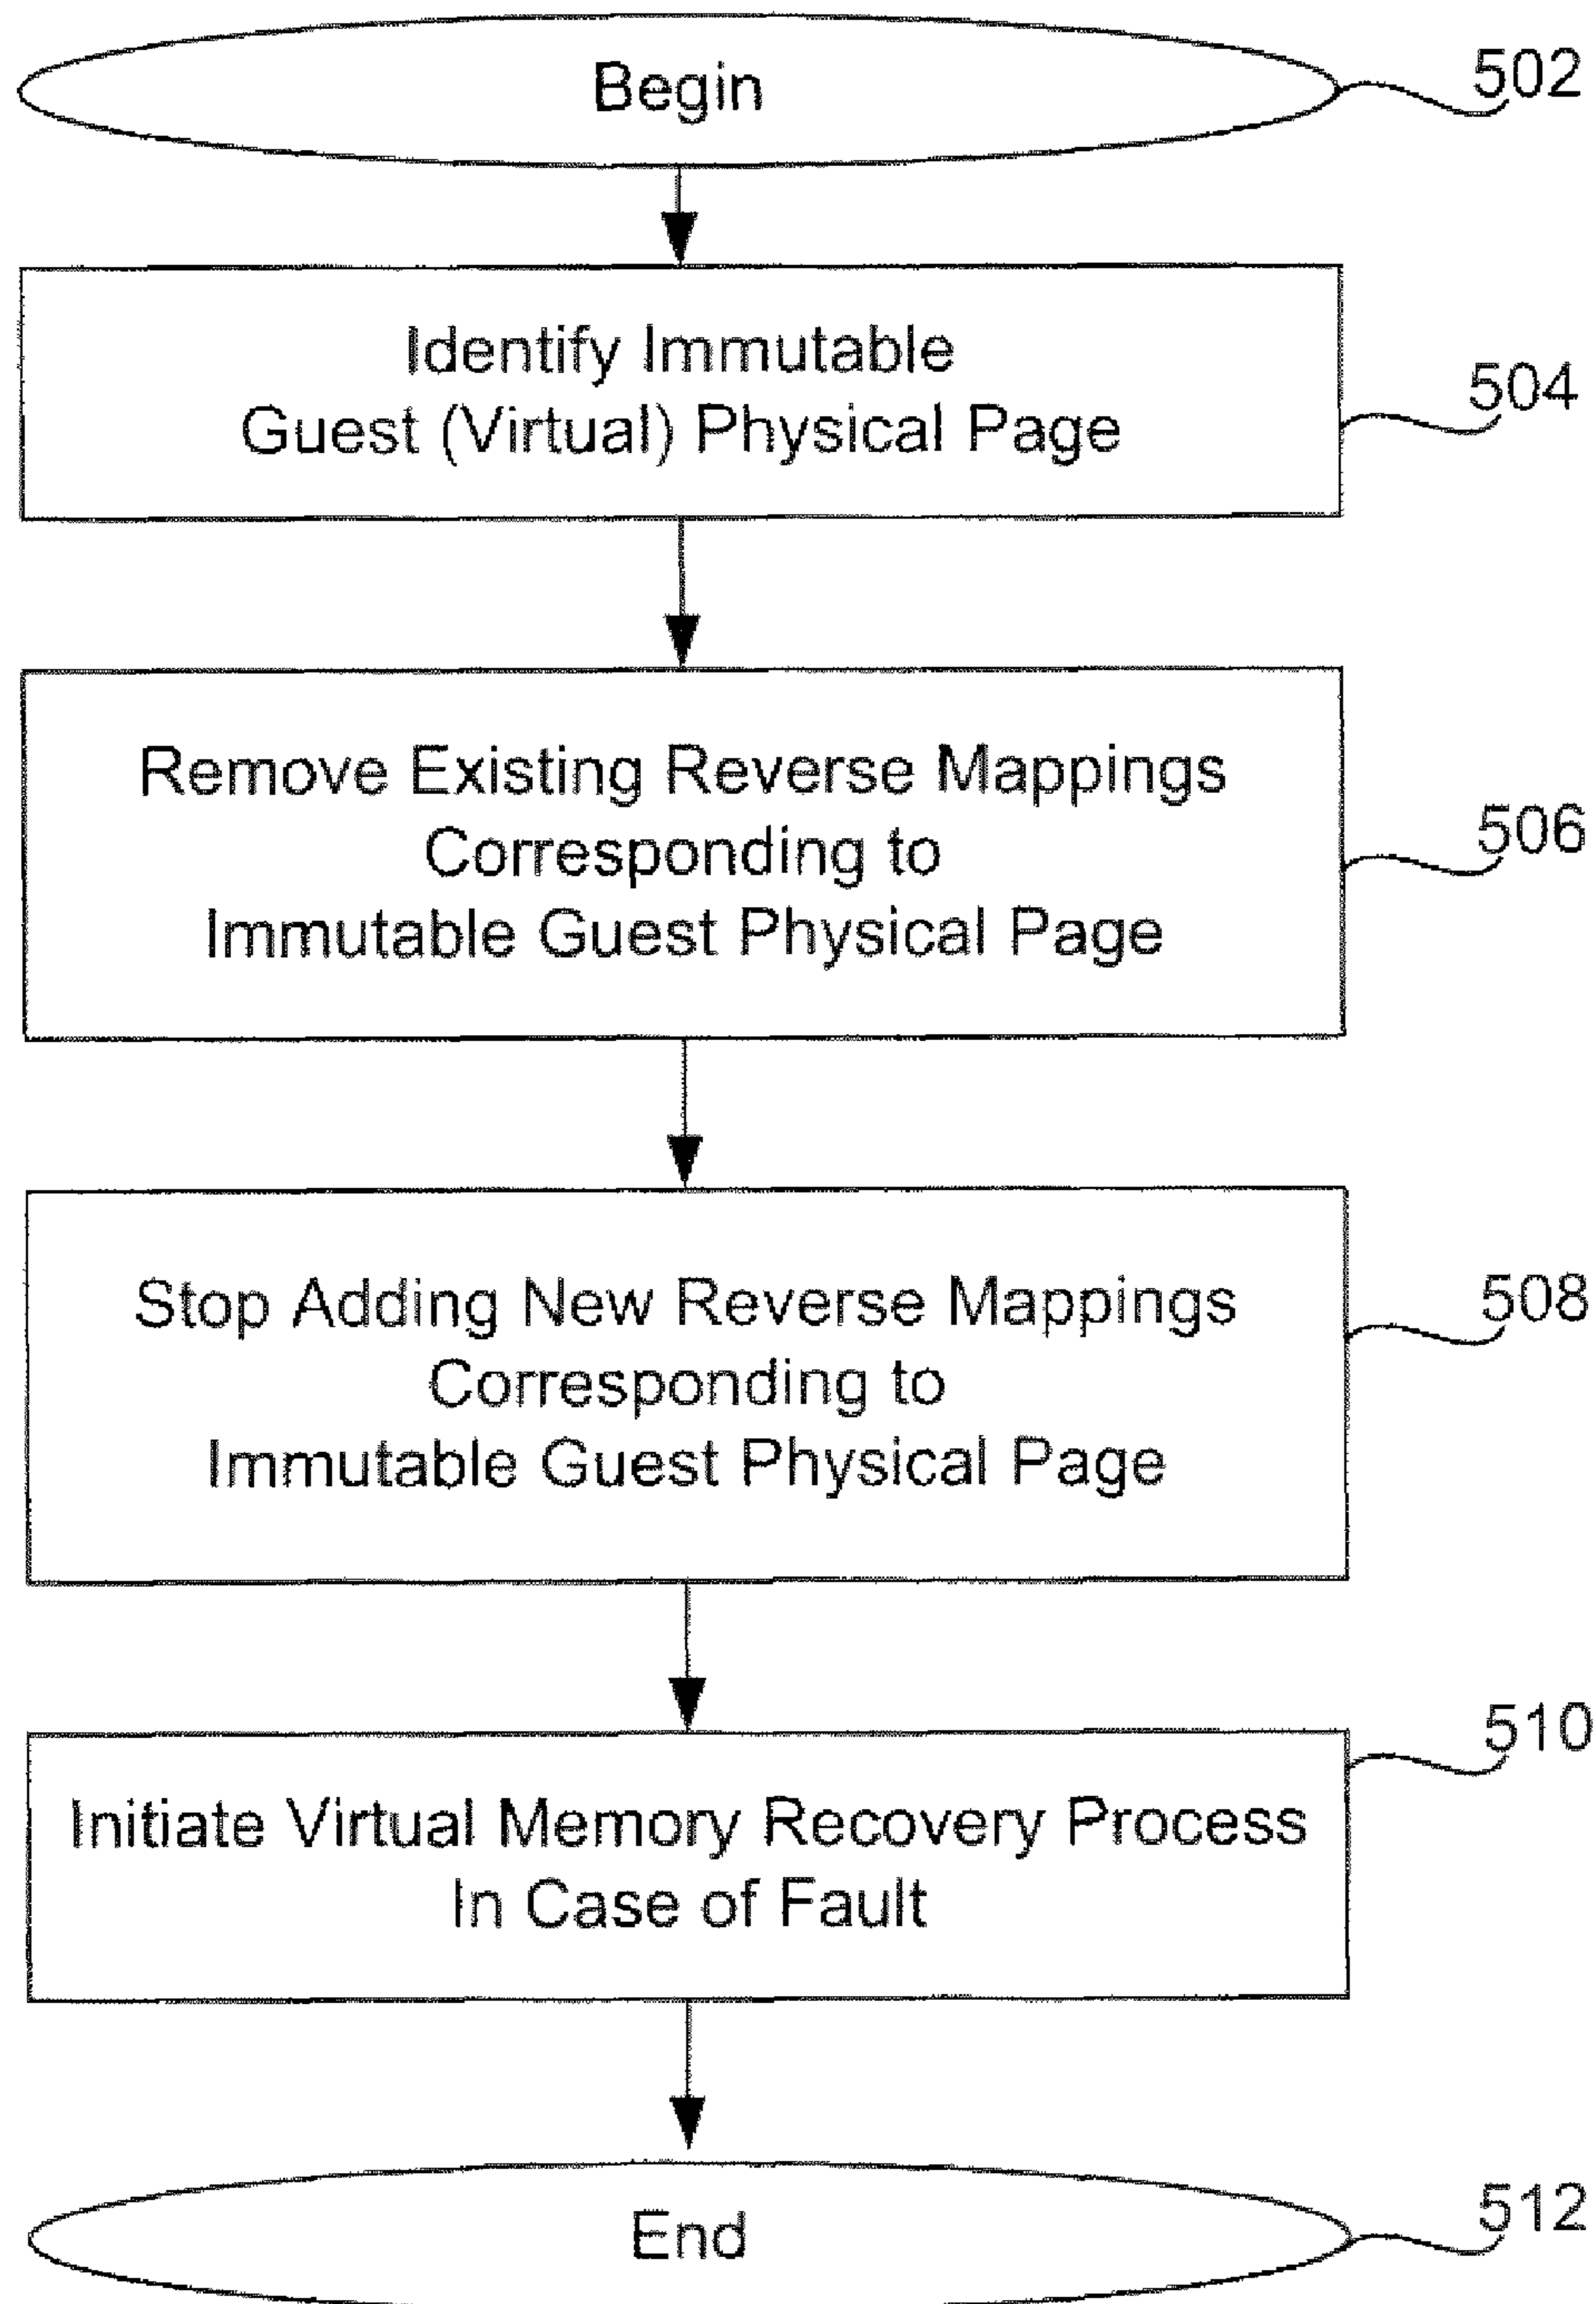 Begin
502
Identify Immutable
Guest (Virtual) Physical Page
504
Remove Existing Reverse Mappings
Corresponding to
Immutable Guest Physical Page
506
Stop Adding New Reverse Mappings
Corresponding to
Immutable Guest Physical Page
508
Initiate Virtual Memory Recovery Process
In Case of Fault
510
End
512